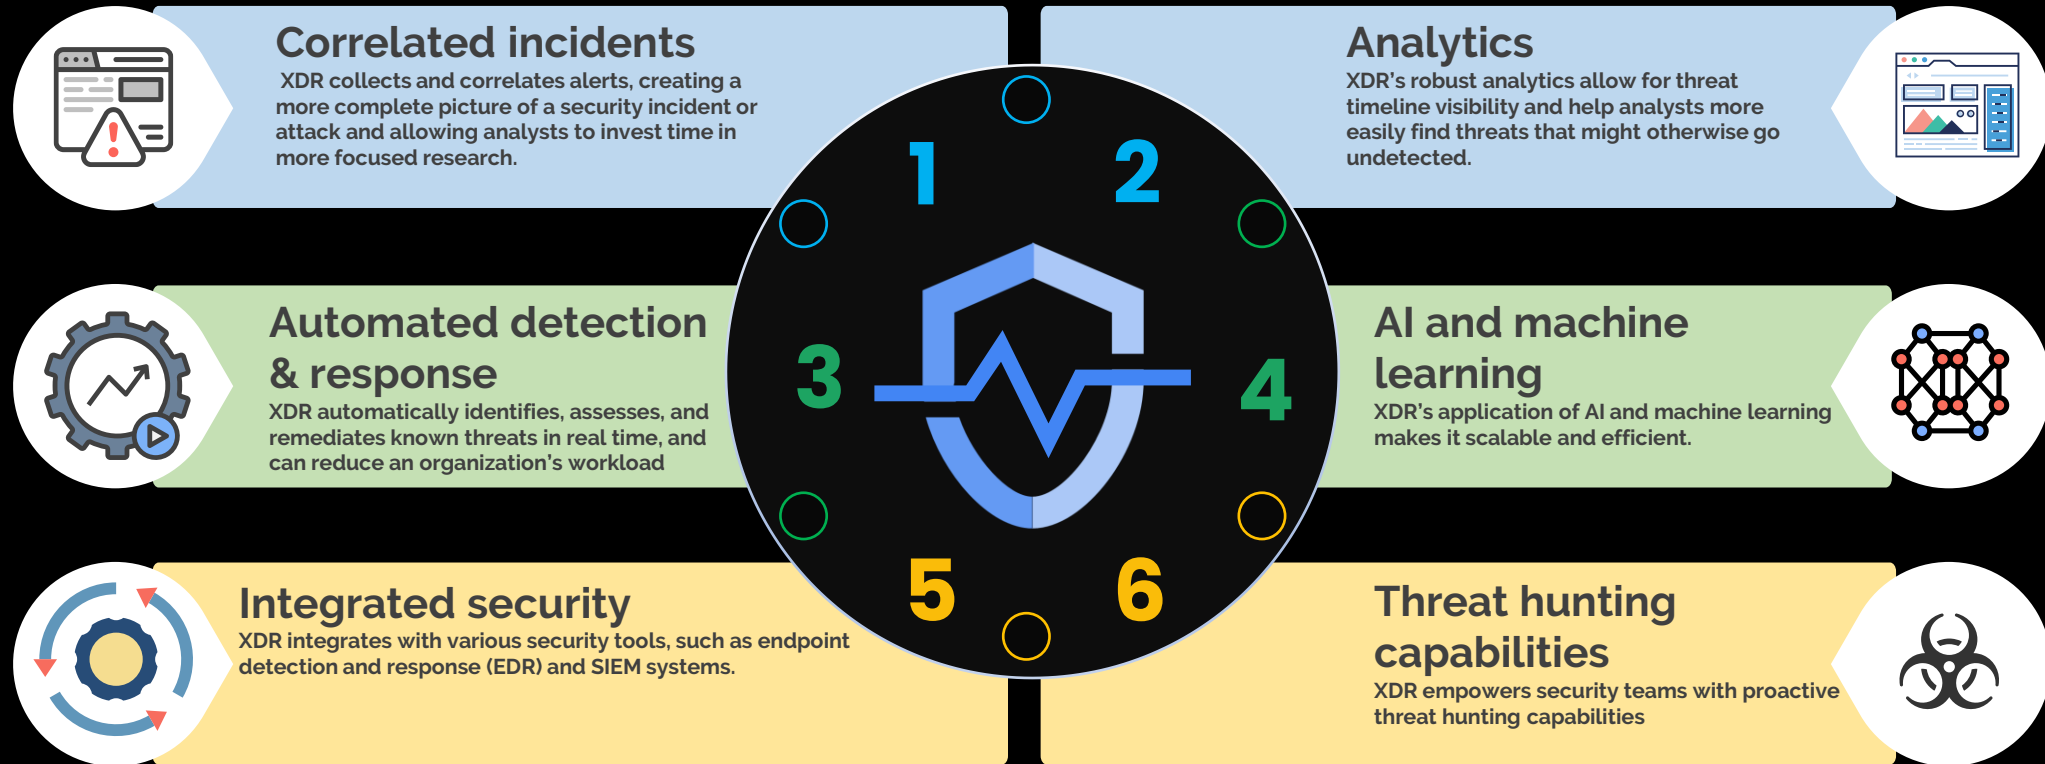 Correlated incidents
XDR collects and correlates alerts, creating a
more complete picture of a security incident or
attack and allowing analysts to invest time in
more focused research.
Analytics
XDR's robust analytics allow for threat
timeline visibility and help analysts more
easily find threats that might otherwise go
undetected.
1
2
Automated detection
& response
XDR automatically identifies, assesses, and
remediates known threats in real time, and
can reduce an organization's workload
3
4
AI and machine
learning
XDR's application of AI and machine learning
makes it scalable and efficient.
Integrated security
XDR integrates with various security tools, such as endpoint
detection and response (EDR) and SIEM systems.
5
6
Threat hunting
capabilities
XDR empowers security teams with proactive
threat hunting capabilities